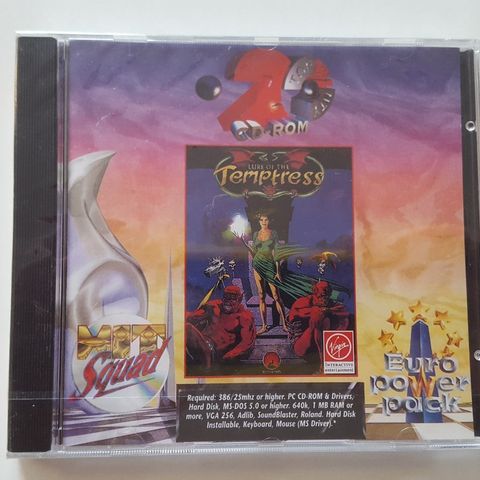 CD-ROM
LURE OF THE
Temptress
Virgin
INTERACTIVE
entertainment
HIT
Squad
Euro
power
pack
Required: 386/25mhz or higher. PC CD-ROM & Drivers,
Hard Disk, MS-DOS 5.0 or higher. 640k, 1 MB RAM or
more, VGA 256, Adlib, SoundBlaster, Roland. Hard Disk
Installable, Keyboard, Mouse (MS Driver).*